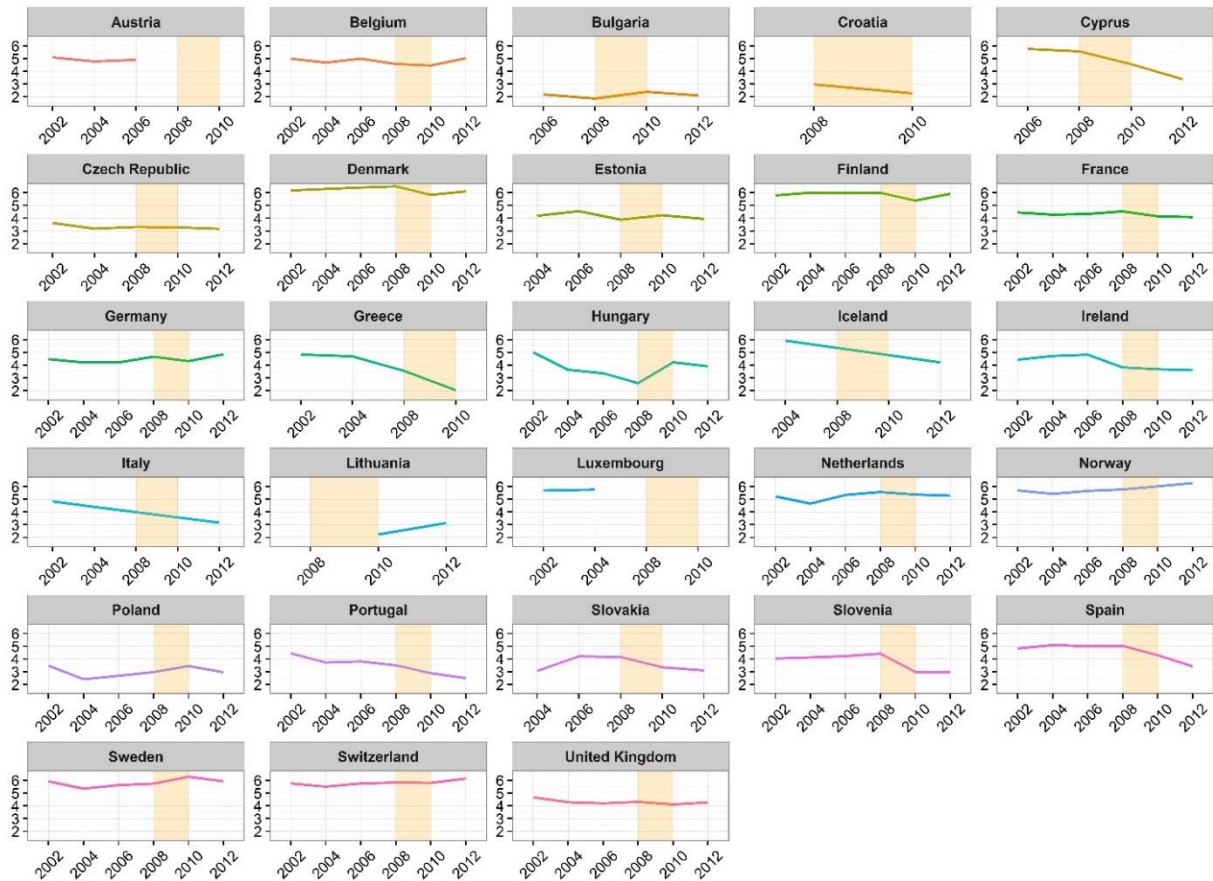 Austria Belgium Bulgaria Croatia Cyprus
6 6 6 6 6
5 5 5 5 5
4 4 4 4 4
3 3 3 3 3
2 2 2 2 2
2002 2004 2006 2008 2010 2002 2004 2006 2008 2010 2012 2006 2008 2010 2012 2008 2010 2006 2008 2010 2012
Czech Republic Denmark Estonia Finland France
6 6 6 6 6
5 5 5 5 5
4 4 4 4 4
3 3 3 3 3
2 2 2 2 2
2002 2004 2006 2008 2010 2012 2002 2004 2006 2008 2010 2012 2004 2006 2008 2010 2012 2002 2004 2006 2008 2010 2012 2002 2004 2006 2008 2010 2012
Germany Greece Hungary Iceland Ireland
6 6 6 6 6
5 5 5 5 5
4 4 4 4 4
3 3 3 3 3
2 2 2 2 2
2002 2004 2006 2008 2010 2012 2002 2004 2008 2010 2002 2004 2006 2008 2010 2012 2004 2008 2010 2012 2002 2004 2006 2008 2010 2012
Italy Lithuania Luxembourg Netherlands Norway
6 6 6 6 6
5 5 5 5 5
4 4 4 4 4
3 3 3 3 3
2 2 2 2 2
2002 2004 2006 2008 2010 2012 2008 2010 2012 2002 2004 2008 2010 2002 2004 2006 2008 2010 2012 2002 2004 2006 2008 2010 2012
Poland Portugal Slovakia Slovenia Spain
6 6 6 6 6
5 5 5 5 5
4 4 4 4 4
3 3 3 3 3
2 2 2 2 2
2002 2004 2006 2008 2010 2012 2002 2004 2006 2008 2010 2012 2004 2006 2008 2010 2012 2002 2004 2006 2008 2010 2012 2002 2004 2006 2008 2010 2012
Sweden Switzerland United Kingdom
6 6 6
5 5 5
4 4 4
3 3 3
2 2 2
2002 2004 2006 2008 2010 2012 2002 2004 2006 2008 2010 2012 2002 2004 2006 2008 2010 2012